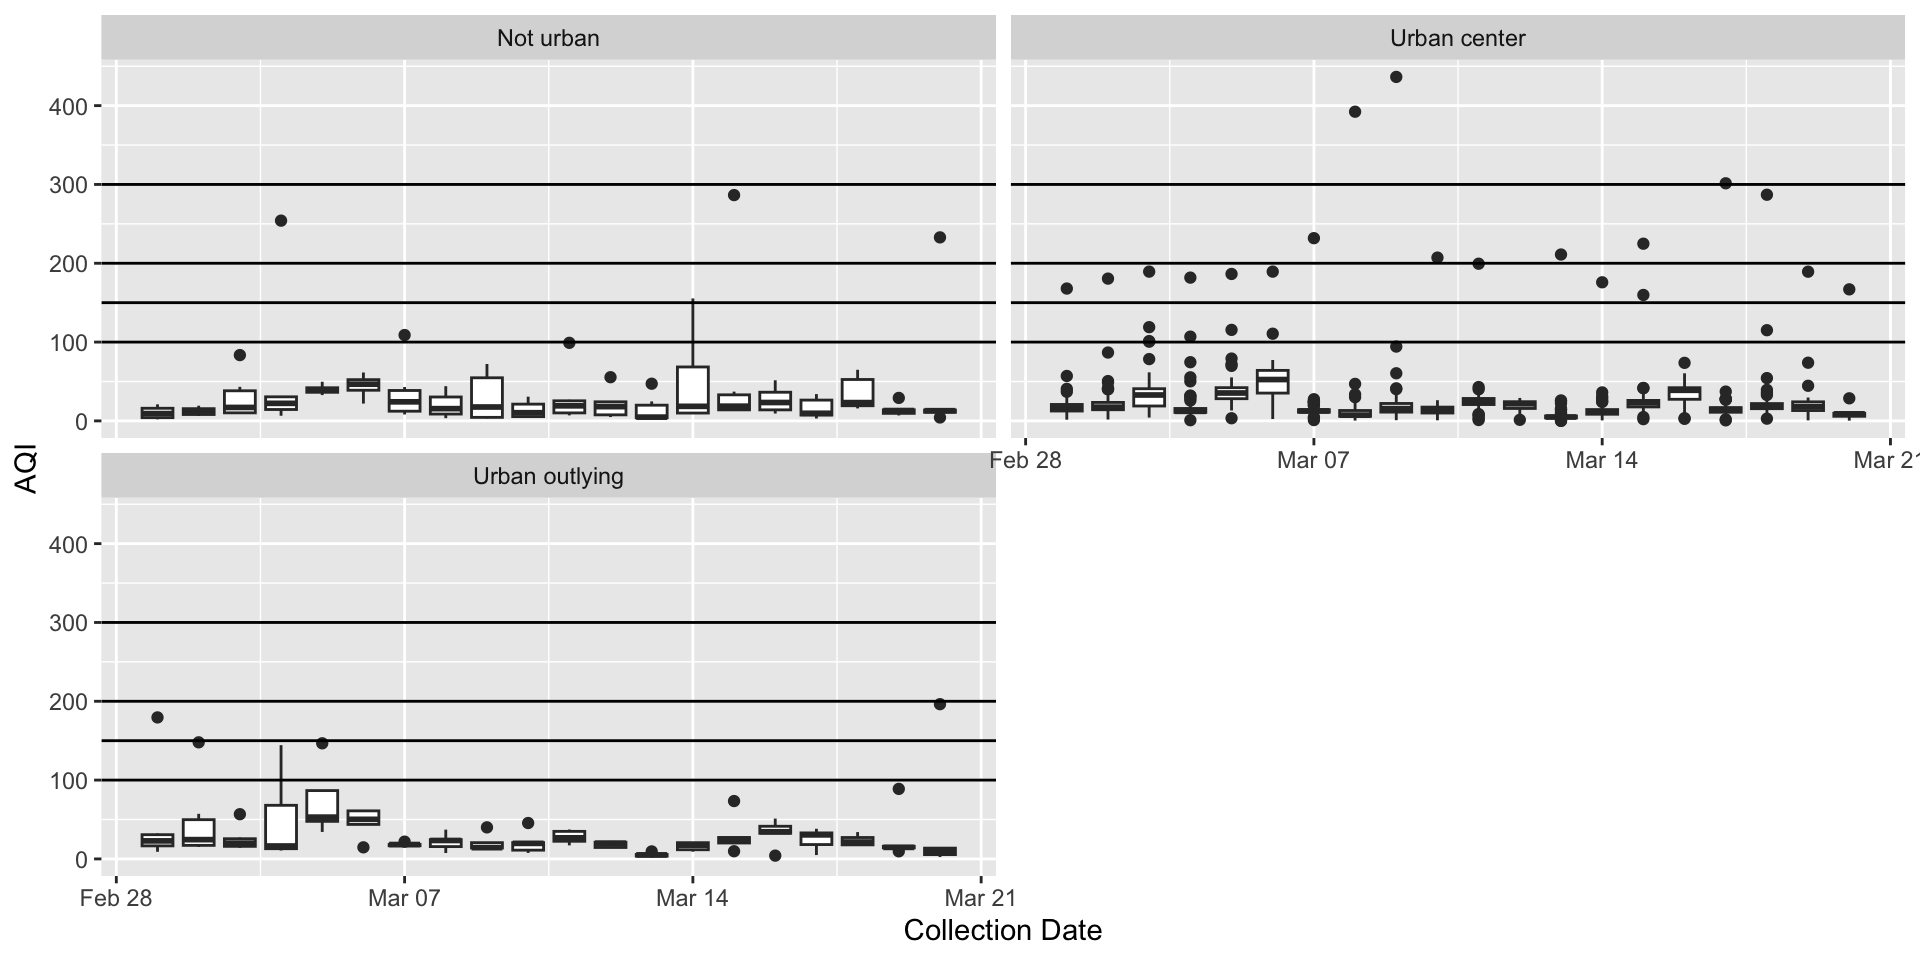 Not urban
Urban center
400
300
200
100
0
AQI
Feb 28 Mar 07 Mar 14 Mar 21
Urban outlying
400
300
200
100
0
Feb 28 Mar 07 Mar 14 Mar 21
Collection Date